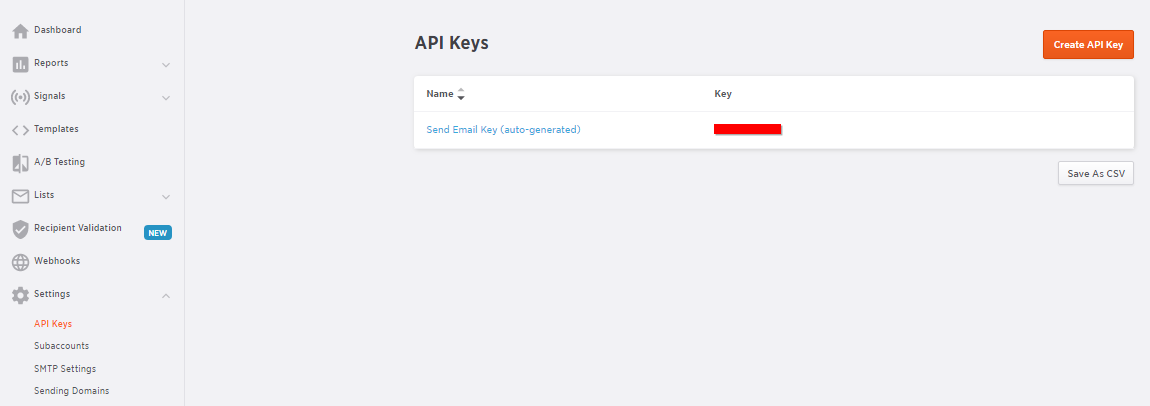 Dashboard
Reports
Signals
Templates
A/B Testing
Lists
Recipient Validation NEW
Webhooks
Settings
API Keys
Subaccounts
SMTP Settings
Sending Domains
API Keys
Create API Key
Name Key
Send Email Key (auto-generated)
Save As CSV